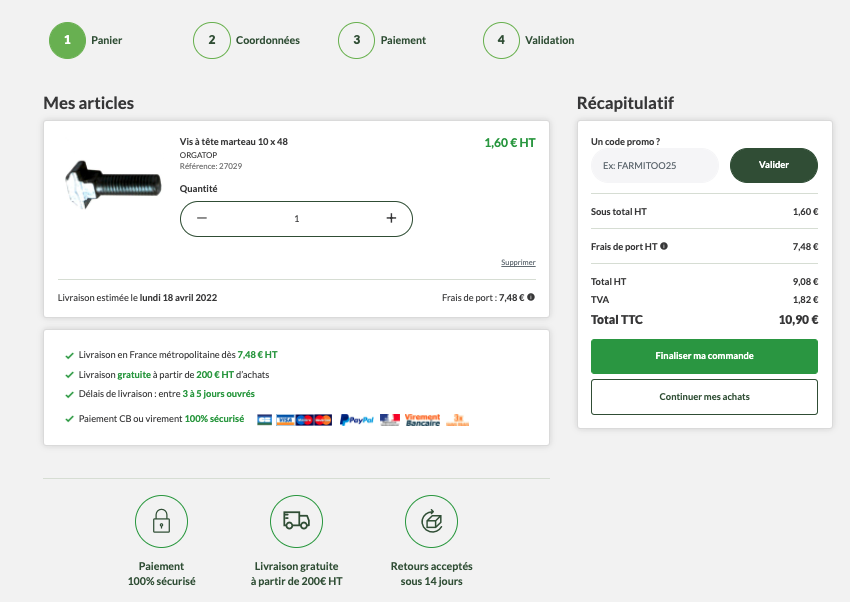 1 Panier
2 Coordonnées
3 Paiement
4 Validation
Mes articles
Vis à tête marteau 10 x 48
1,60 € HT
ORGATOP
Référence: 27029
Quantité
− 1 +
Supprimer
Livraison estimée le lundi 18 avril 2022
Frais de port : 7,48 €
Livraison en France métropolitaine dès 7,48 € HT
Livraison gratuite à partir de 200 € HT d'achats
Délais de livraison : entre 3 à 5 jours ouvrés
Paiement CB ou virement 100% sécurisé
VISA
PayPal
Virement
Bancaire
3x
Paiement
100% sécurisé
Livraison gratuite
à partir de 200€ HT
Retours acceptés
sous 14 jours
Récapitulatif
Un code promo ?
Ex: FARMITOO25
Valider
Sous total HT 1,60 €
Frais de port HT 7,48 €
Total HT 9,08 €
TVA 1,82 €
Total TTC 10,90 €
Finaliser ma commande
Continuer mes achats